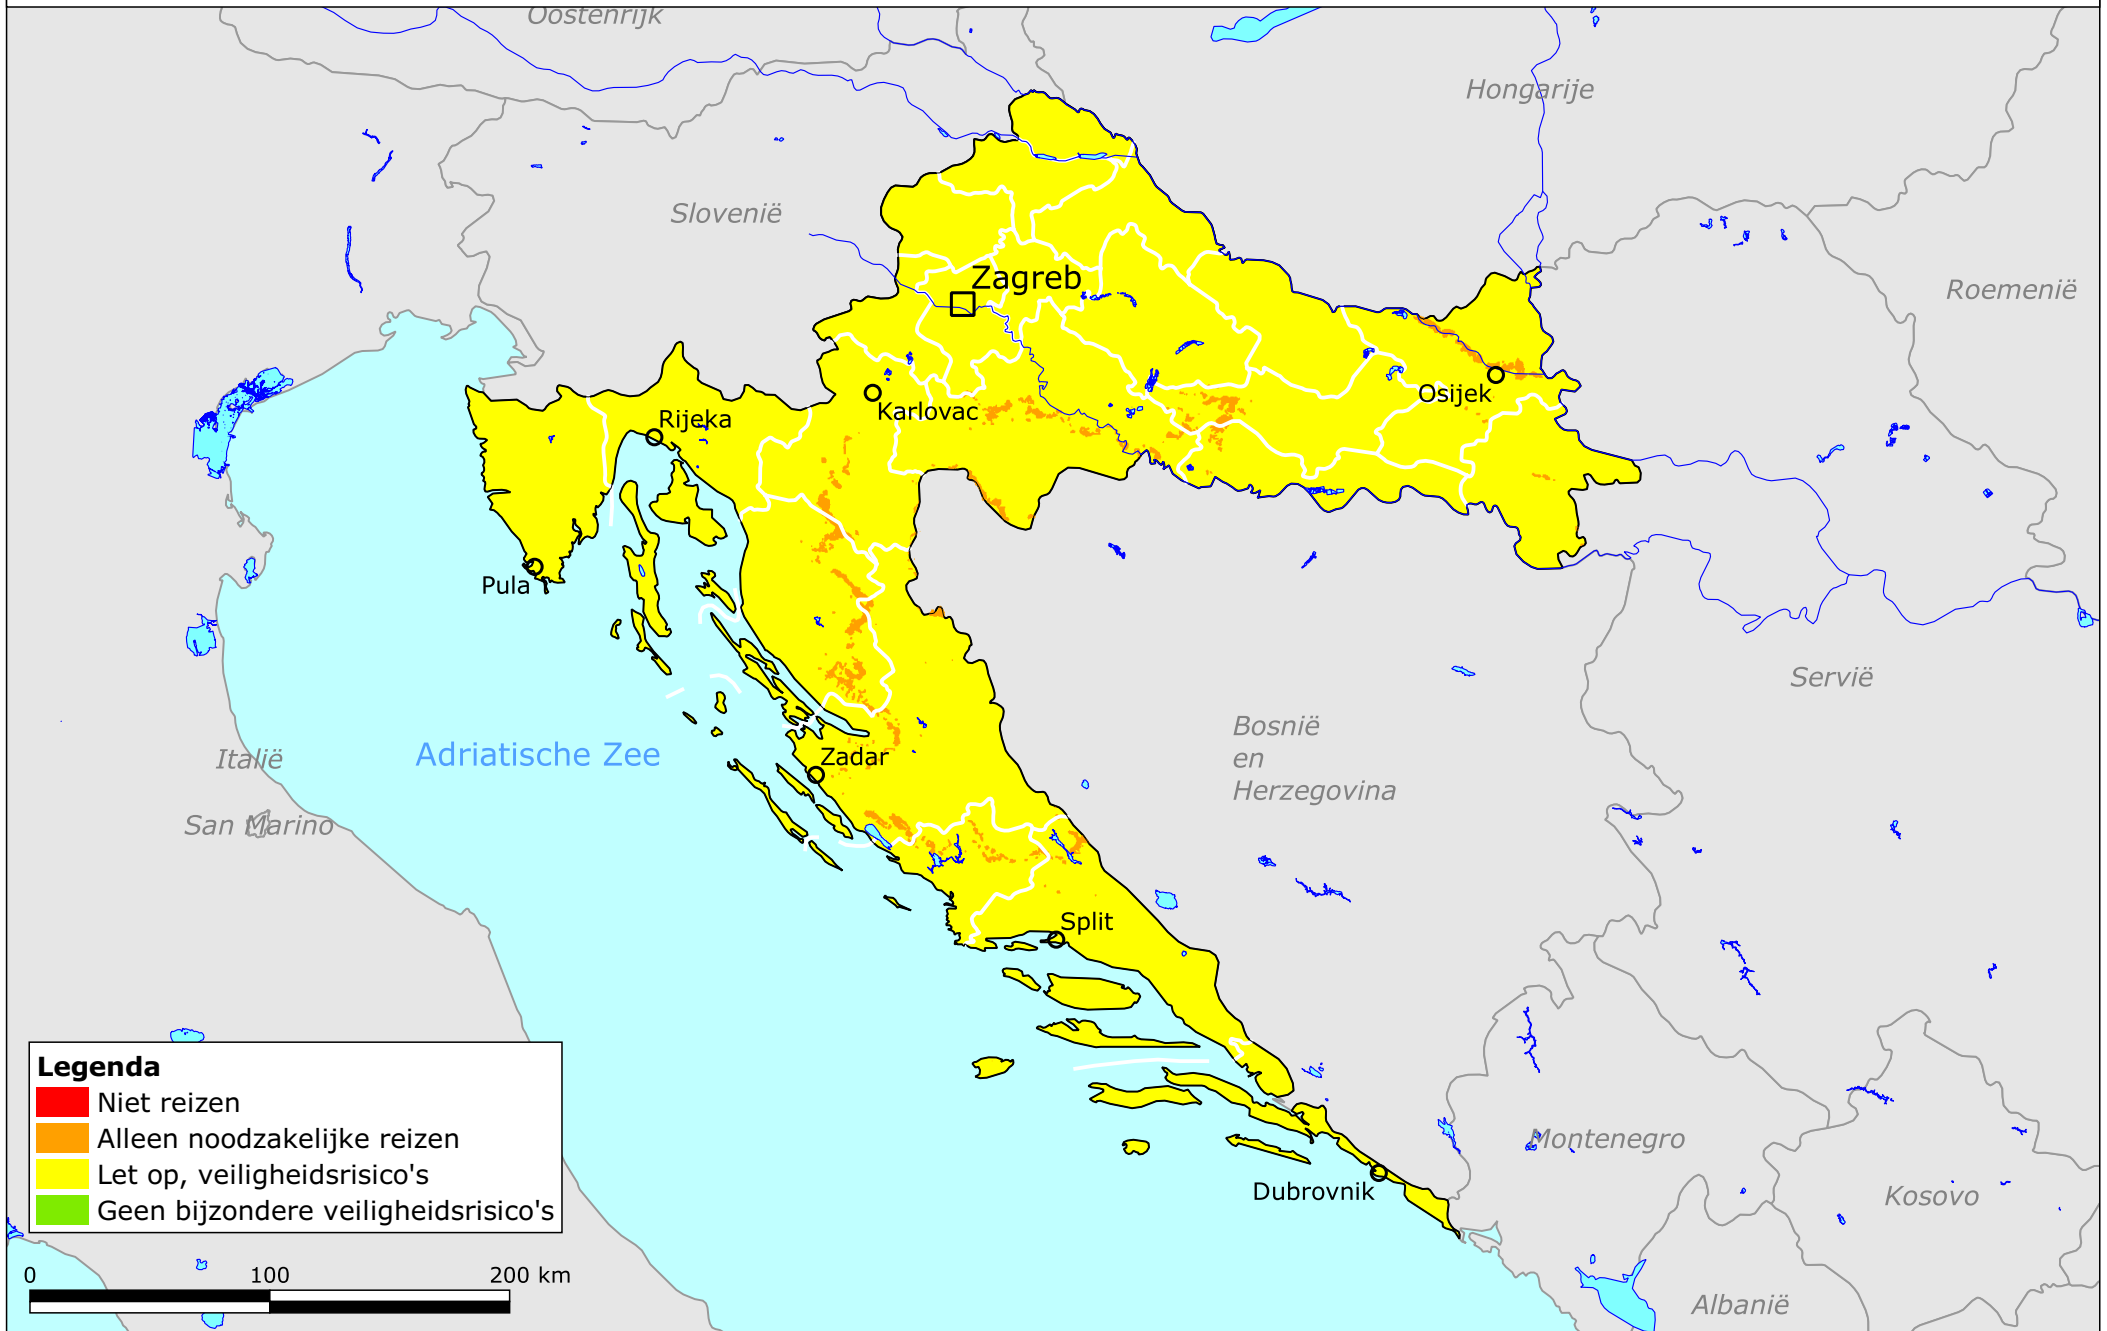 Oostenrijk
Hongarije
Slovenië
Zagreb
Roemenië
Osijek
Karlovac
Rijeka
Pula
Servië
Bosnië
en
Herzegovina
Italië
Adriatische Zee
Zadar
San Marino
Split
Legenda
Niet reizen
Alleen noodzakelijke reizen
Let op, veiligheidsrisico's
Geen bijzondere veiligheidsrisico's
Montenegro
Dubrovnik
Kosovo
0 100 200 km
Albanië